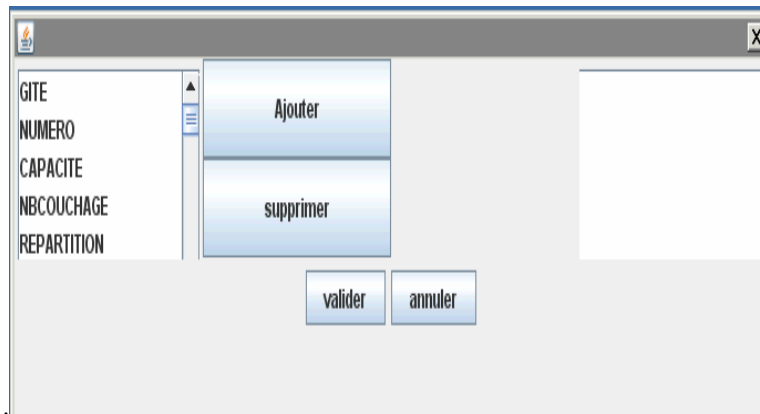 GITE
NUMERO
CAPACITE
NBCOUCHAGE
REPARTITION
Ajouter
supprimer
valider
annuler